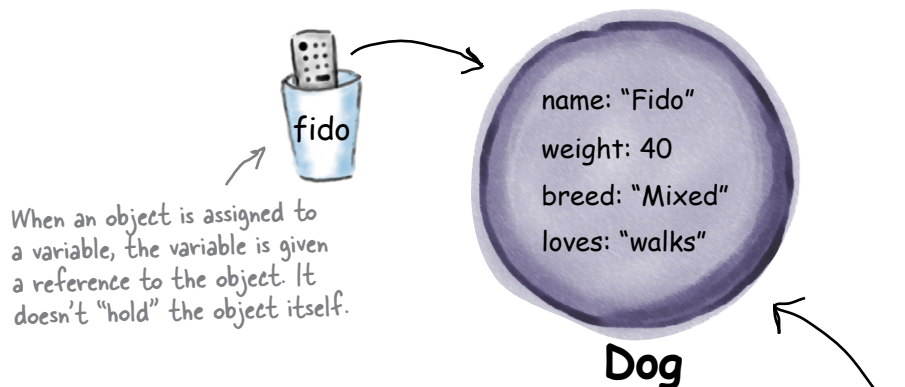 fido
name: “Fido”
weight: 40
breed: “Mixed”
loves: “walks”
When an object is assigned to
a variable, the variable is given
a reference to the object. It
doesn't “hold” the object itself.
Dog